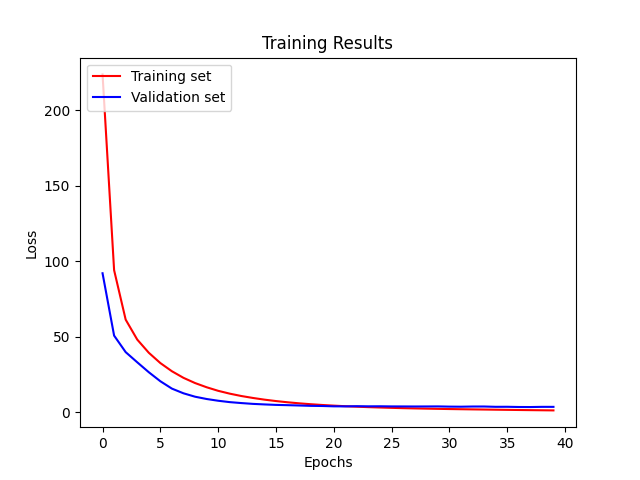 Training Results
Training set
Validation set
Loss
200
150
100
50
0
0 5 10 15 20 25 30 35 40
Epochs